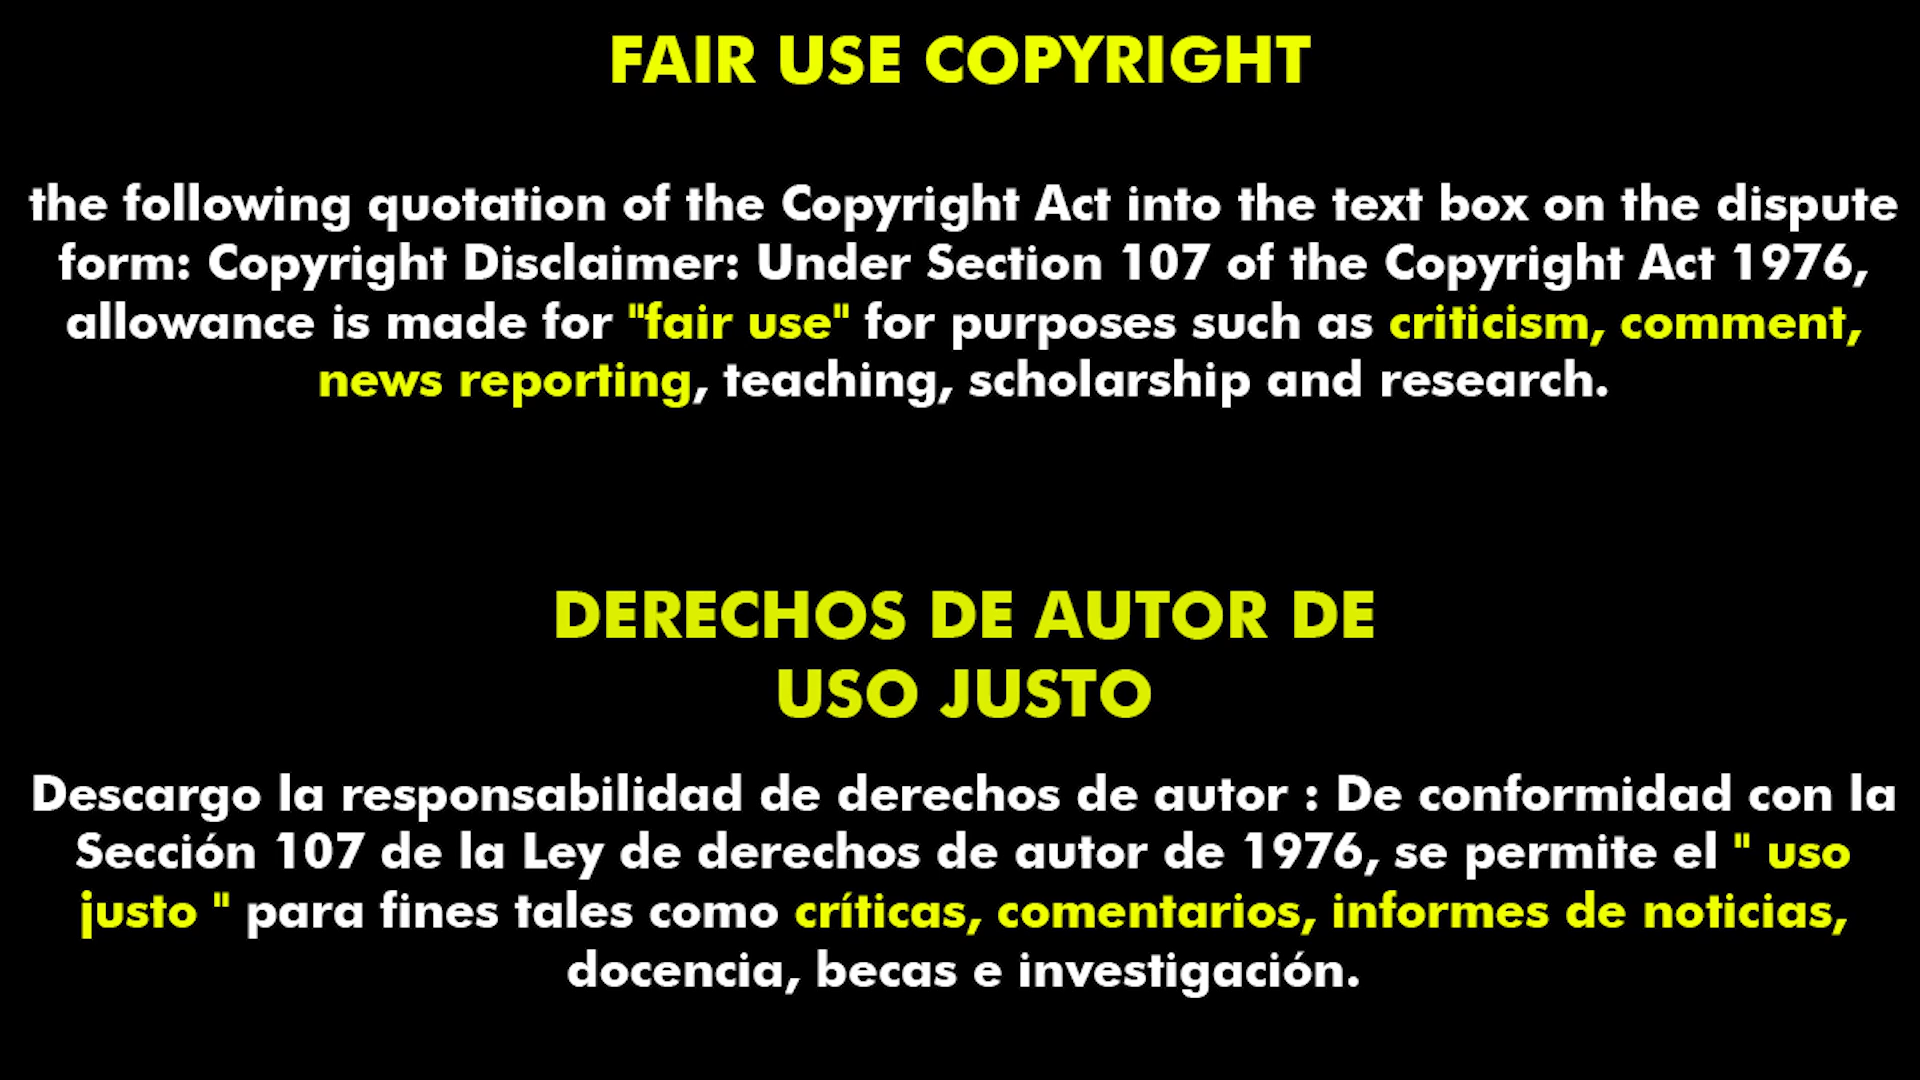 FAIR USE COPYRIGHT
the following quotation of the Copyright Act into the text box on the dispute
form: Copyright Disclaimer: Under Section 107 of the Copyright Act 1976,
allowance is made for "fair use" for purposes such as criticism, comment,
news reporting, teaching, scholarship and research.
DERECHOS DE AUTOR DE
USO JUSTO
Descargo la responsabilidad de derechos de autor : De conformidad con la
Sección 107 de la Ley de derechos de autor de 1976, se permite el " uso
justo " para fines tales como críticas, comentarios, informes de noticias,
docencia, becas e investigación.